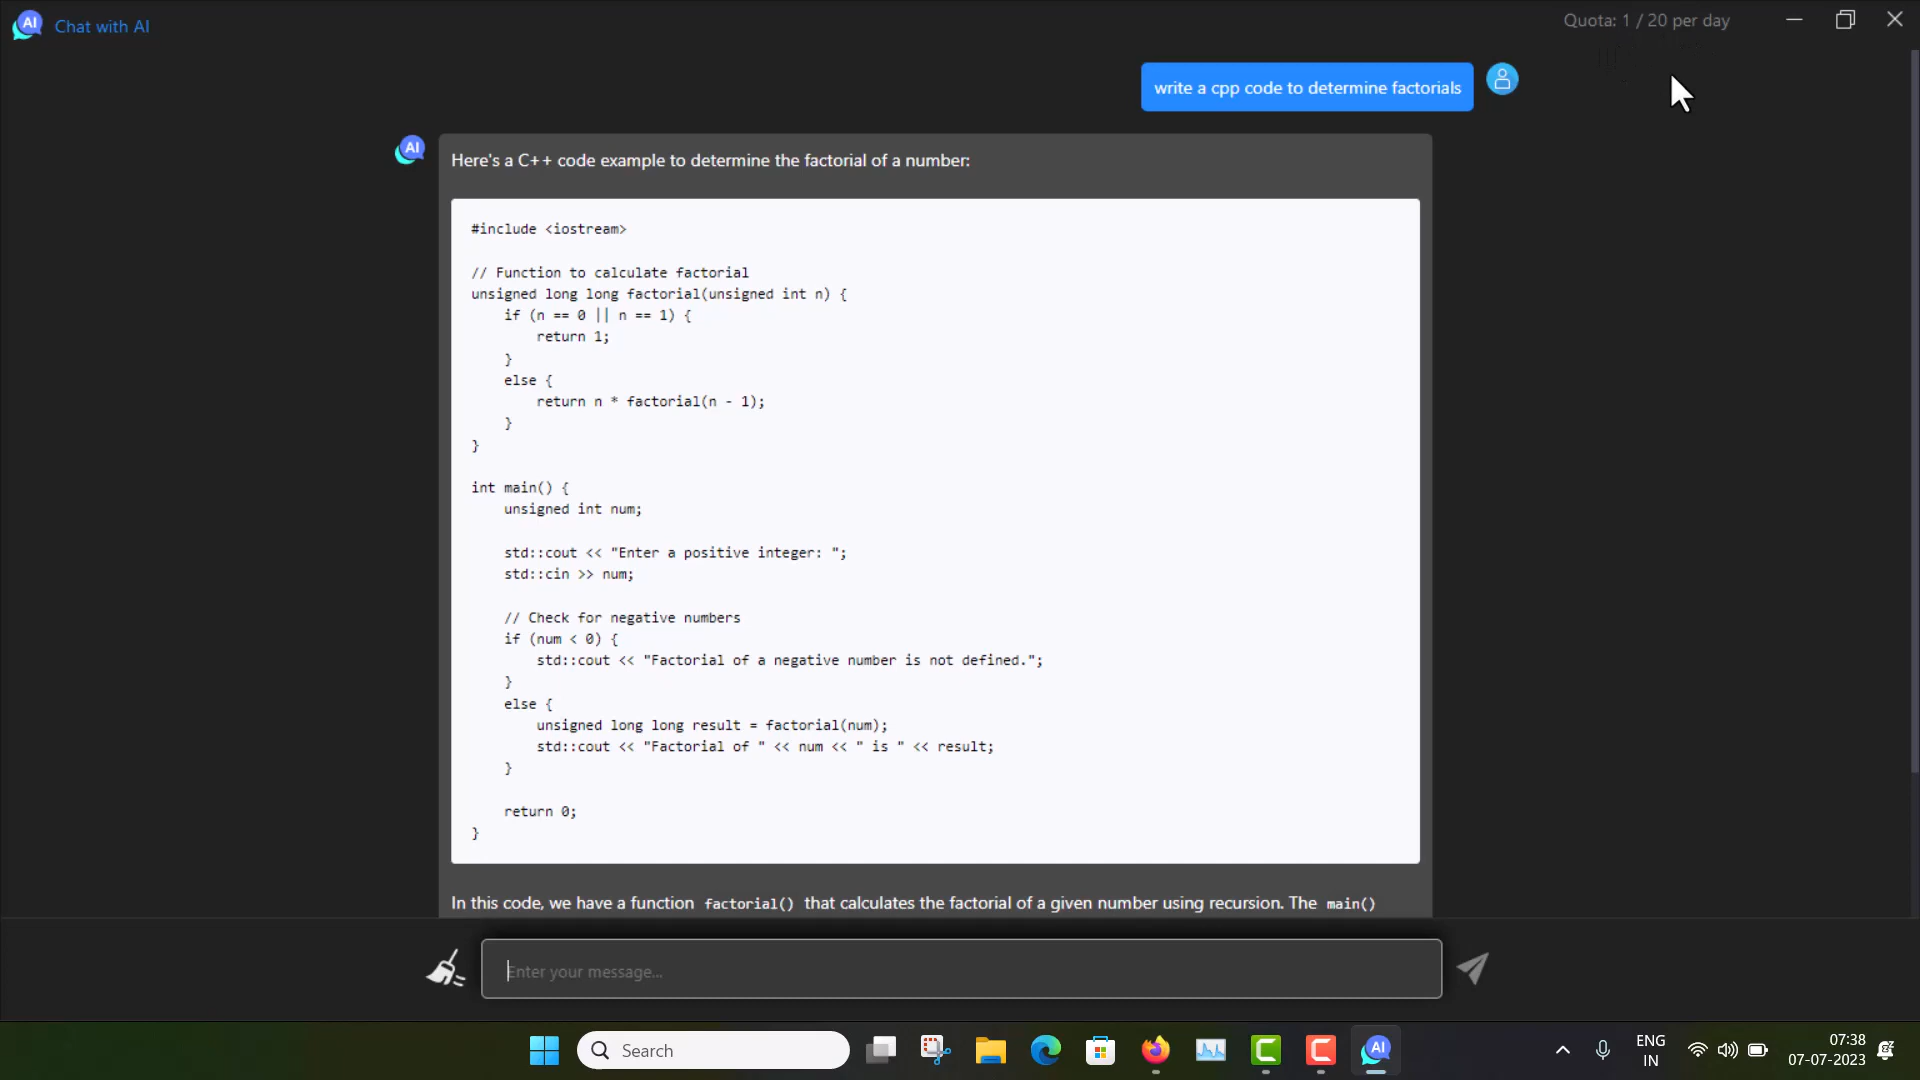 AI Chat with AI
Quota: 1 / 20 per day
write a cpp code to determine factorials
AI
Here's a C++ code example to determine the factorial of a number:
#include <iostream>
// Function to calculate factorial
unsigned long long factorial(unsigned int n) {
    if (n == 0 || n == 1) {
        return 1;
    }
    else {
        return n * factorial(n - 1);
    }
}
int main() {
    unsigned int num;
    std::cout << "Enter a positive integer: ";
    std::cin >> num;
    // Check for negative numbers
    if (num < 0) {
        std::cout << "Factorial of a negative number is not defined.";
    }
    else {
        unsigned long long result = factorial(num);
        std::cout << "Factorial of " << num << " is " << result;
    }
    return 0;
}
In this code, we have a function factorial() that calculates the factorial of a given number using recursion. The main()
Enter your message...
Search
AI
ENG
IN
07:38
07-07-2023